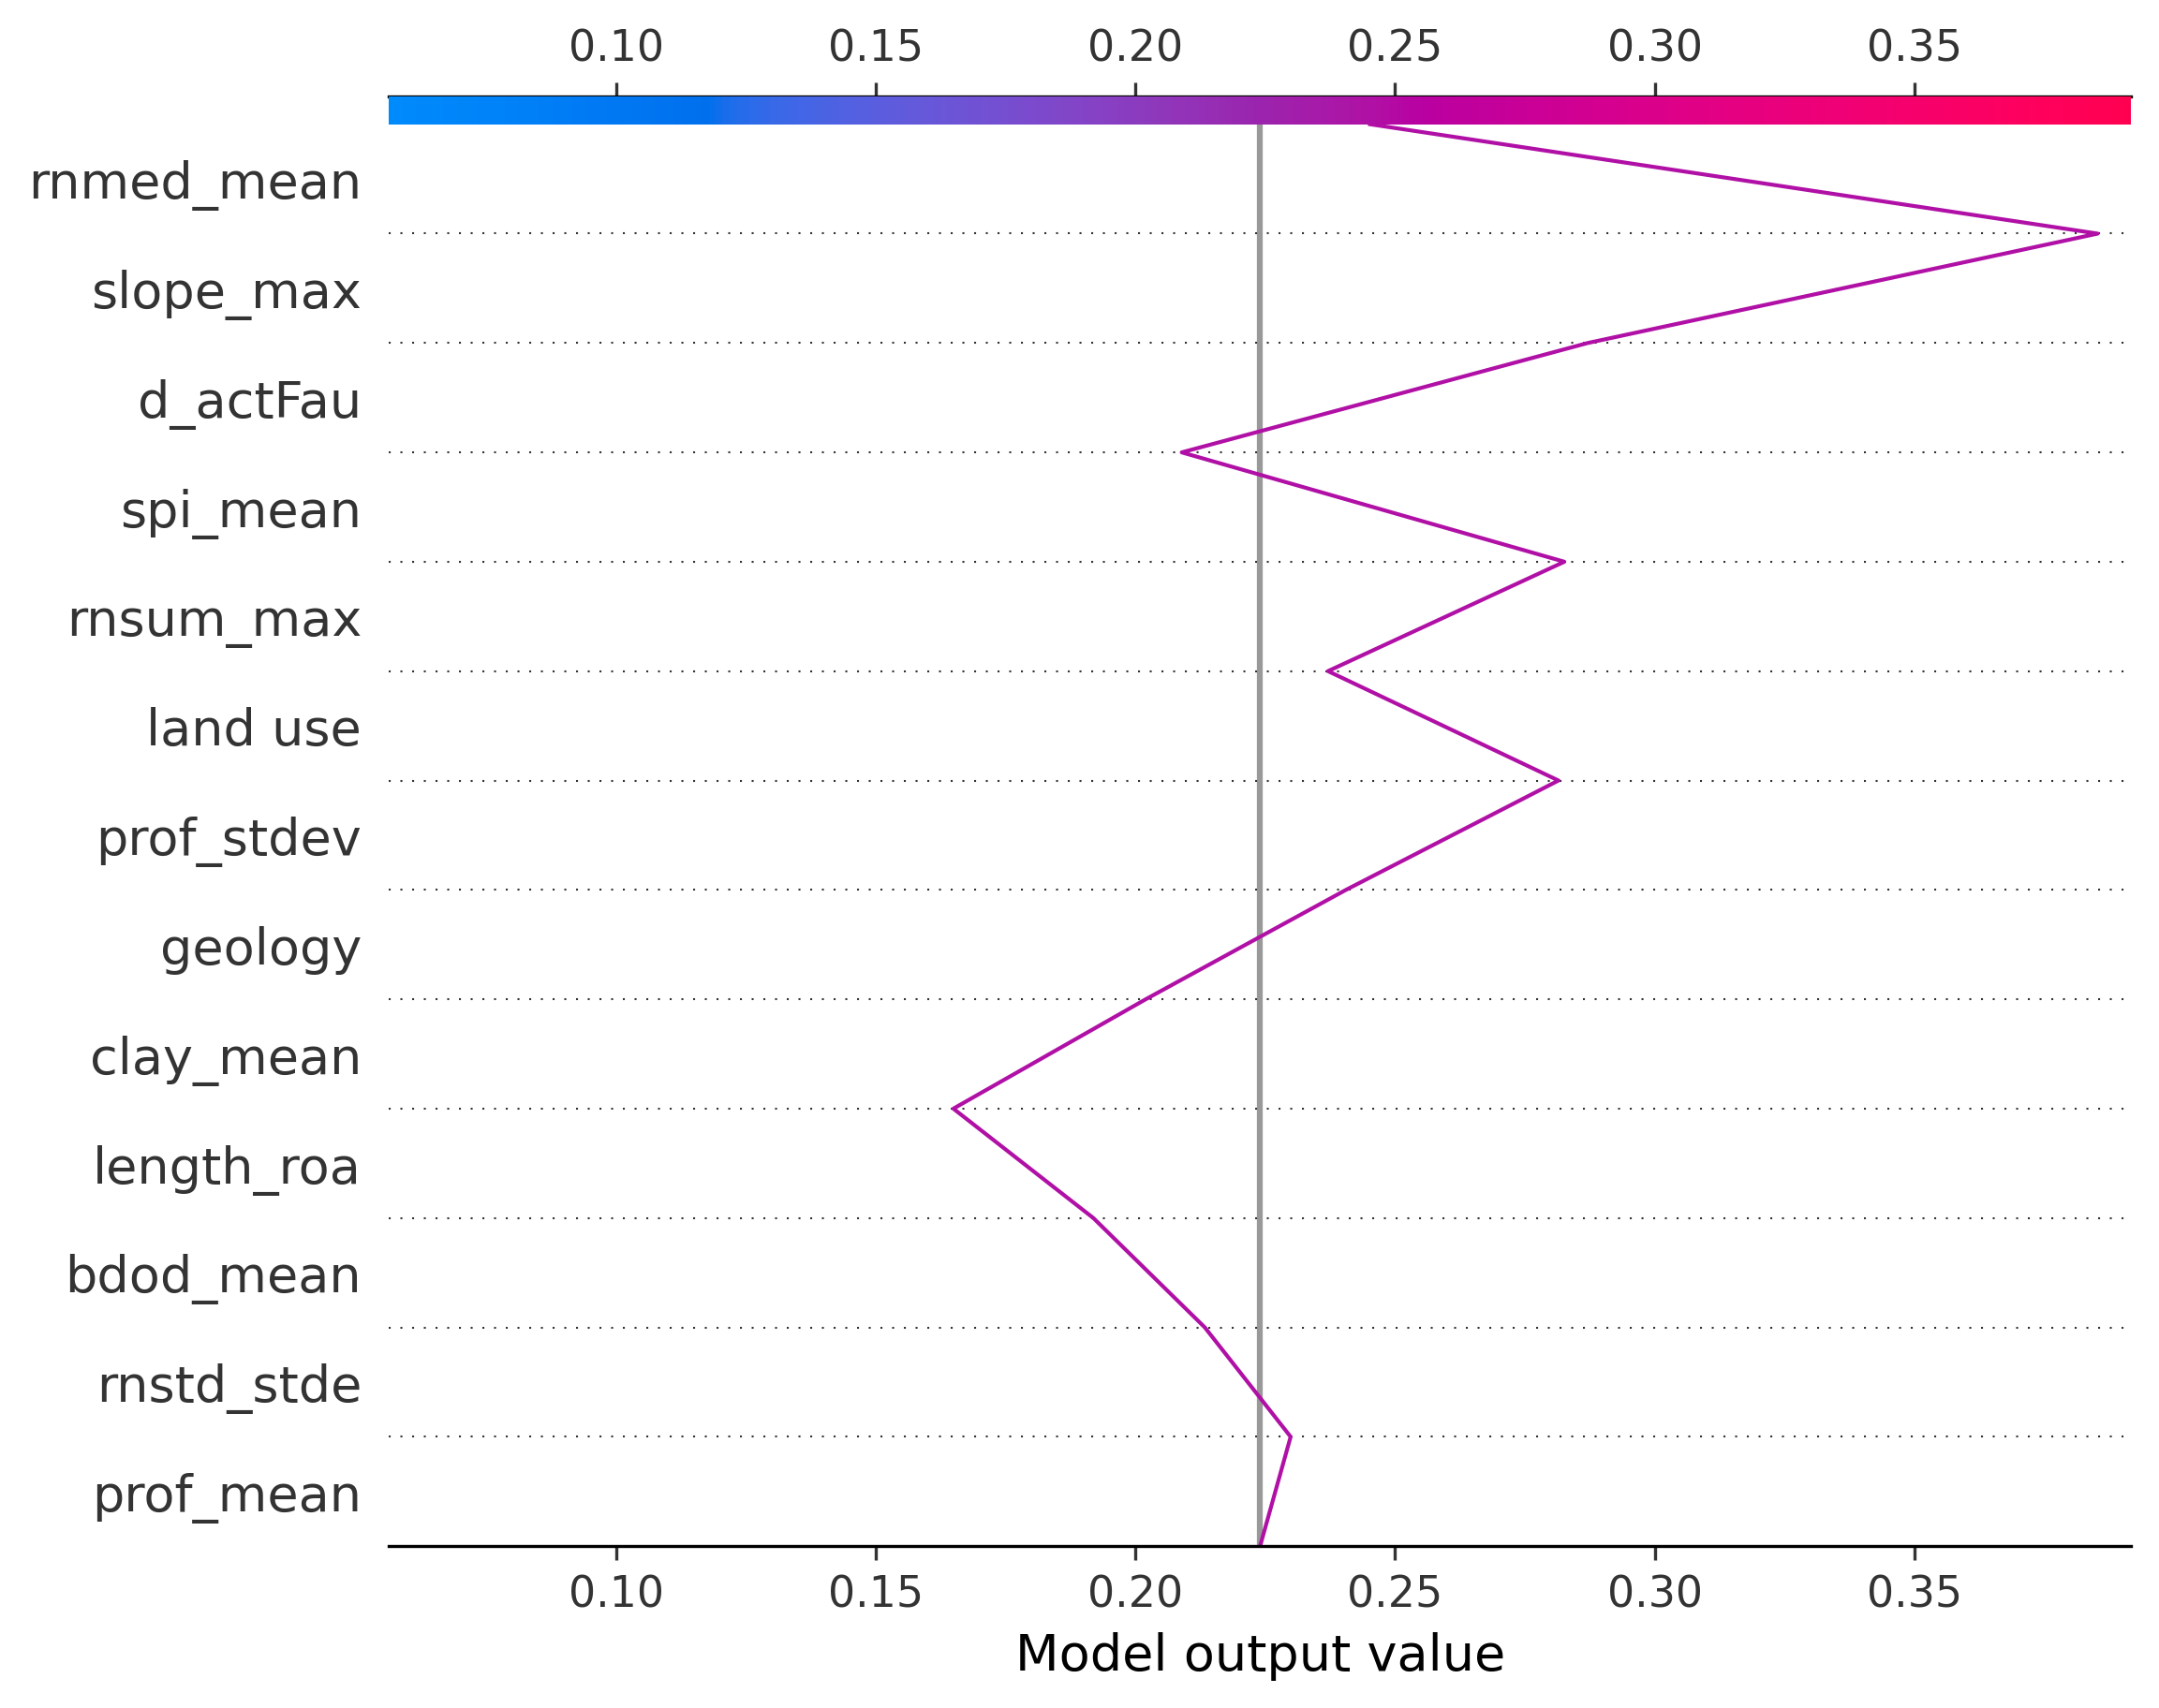 0.10 0.15 0.20 0.25 0.30 0.35
rnmed_mean
slope_max
d_actFau
spi_mean
rnsum_max
land use
prof_stdev
geology
clay_mean
length_roa
bdod_mean
rnstd_stde
prof_mean
0.10 0.15 0.20 0.25 0.30 0.35
Model output value